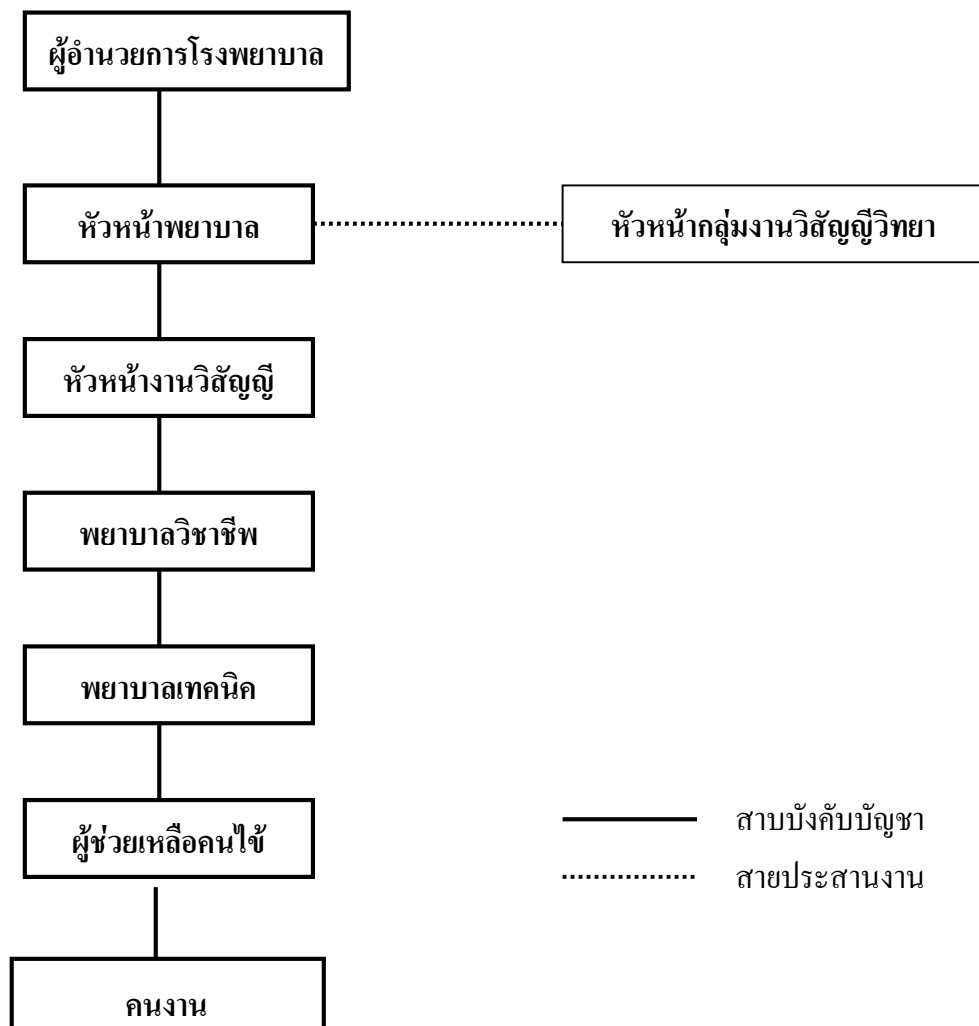 ผู้อำนวยการโรงพยาบาล
หัวหน้าพยาบาล
หัวหน้ากลุ่มงานวิสัญญีวิทยา
หัวหน้างานวิสัญญี
พยาบาลวิชาชีพ
พยาบาลเทคนิค
ผู้ช่วยเหลือคนไข้
สาบบังคับบัญชา
สายประสานงาน
คนงาน